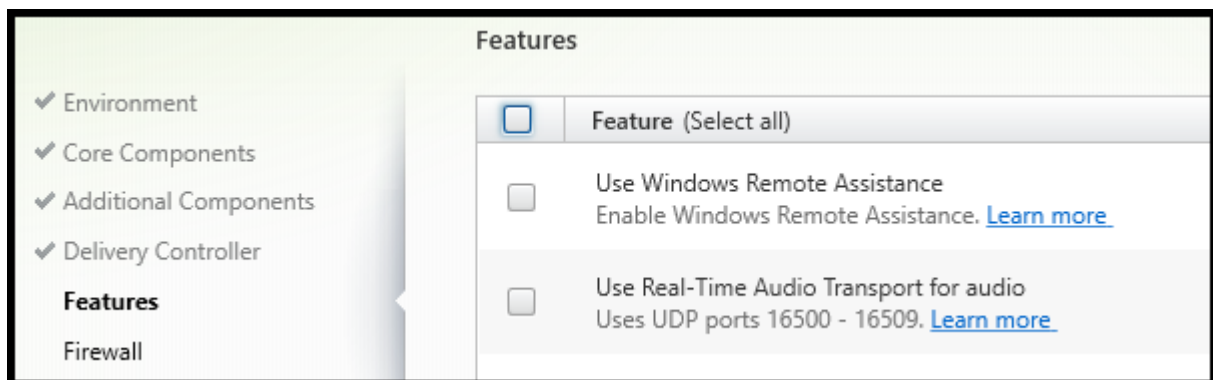 Features
Environment
Core Components
Additional Components
Delivery Controller
Features
Firewall
Feature (Select all)
Use Windows Remote Assistance
Enable Windows Remote Assistance. Learn more
Use Real-Time Audio Transport for audio
Uses UDP ports 16500 - 16509. Learn more